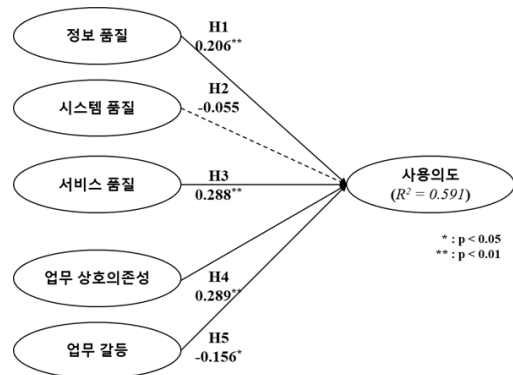 정보 품질
H1
0.206**
시스템 품질
H2
-0.055
서비스 품질
H3
0.288**
사용의도
(R² = 0.591)
* : p < 0.05
** : p < 0.01
업무 상호의존성
H4
0.289**
업무 갈등
H5
-0.156*